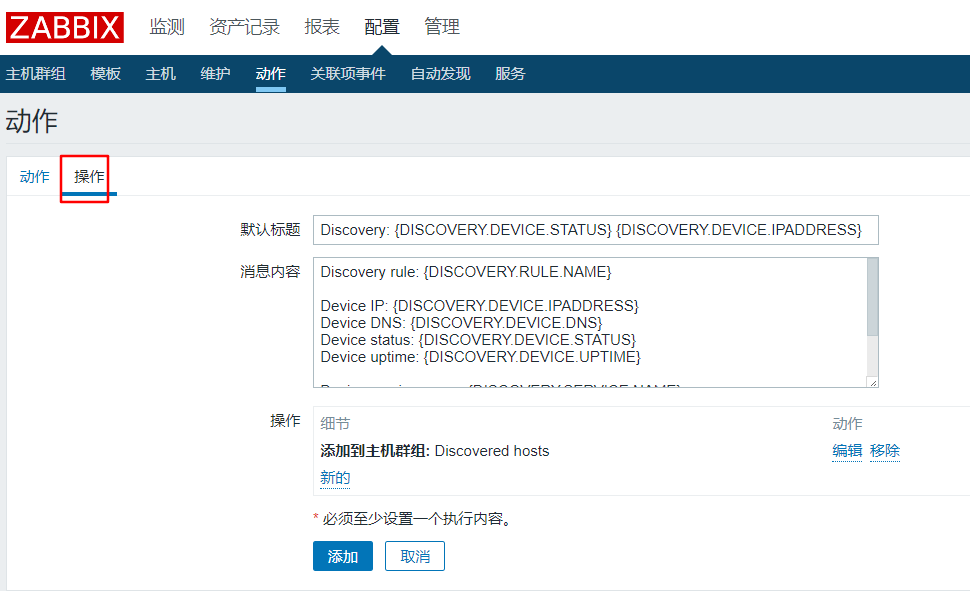 ZABBIX 监测 资产记录 报表 配置 管理
主机群组 模板 主机 维护 动作 关联项事件 自动发现 服务
动作
动作 操作
默认标题 Discovery: {DISCOVERY.DEVICE.STATUS} {DISCOVERY.DEVICE.IPADDRESS}
消息内容 Discovery rule: {DISCOVERY.RULE.NAME}
Device IP: {DISCOVERY.DEVICE.IPADDRESS}
Device DNS: {DISCOVERY.DEVICE.DNS}
Device status: {DISCOVERY.DEVICE.STATUS}
Device uptime: {DISCOVERY.DEVICE.UPTIME}
操作 细节 动作
添加到主机群组: Discovered hosts 编辑 移除
新的
* 必须至少设置一个执行内容。
添加 取消